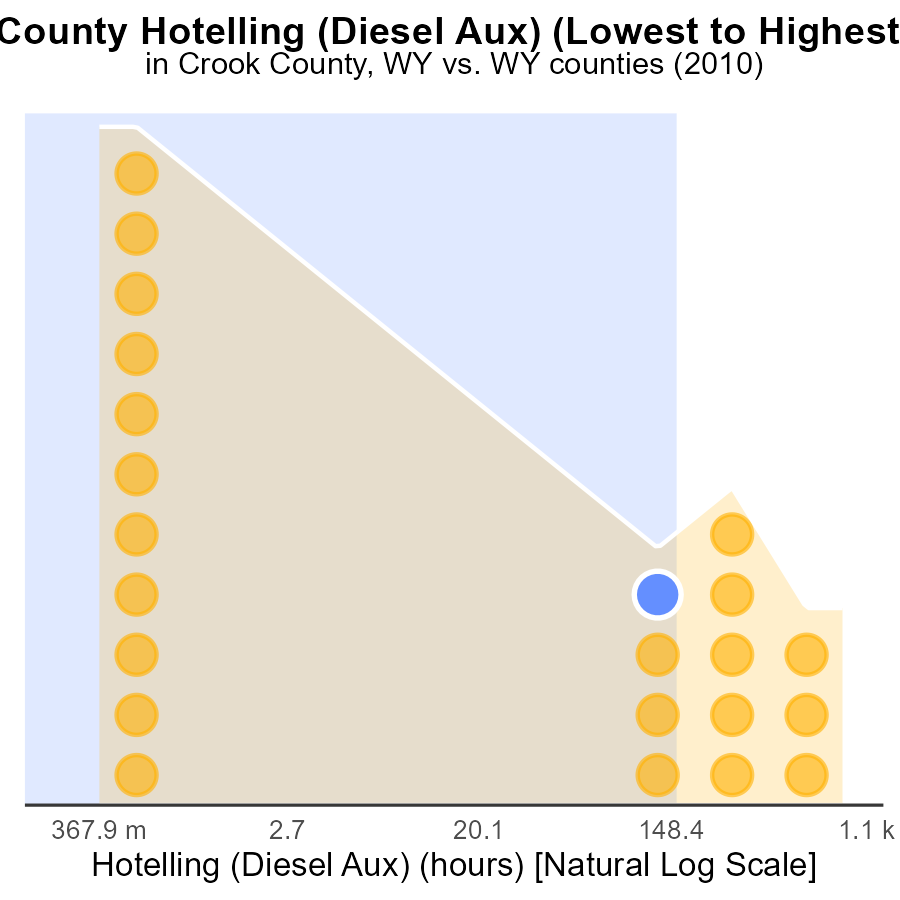 County Hotelling (Diesel Aux) (Lowest to Highest
in Crook County, WY vs. WY counties (2010)
367.9 m 2.7 20.1 148.4 1.1 k
Hotelling (Diesel Aux) (hours) [Natural Log Scale]